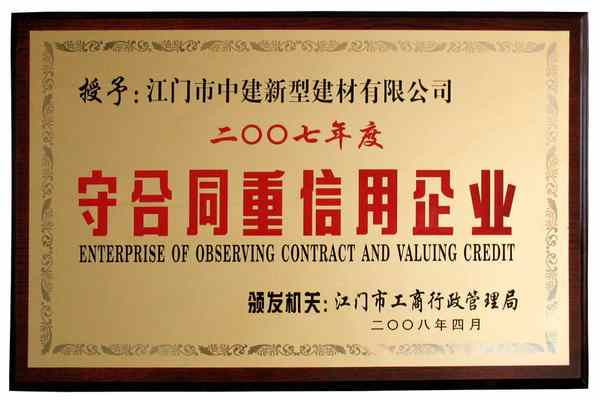 授予：江门市中建新型建材有限公司
二〇〇七年度
守合同重信用企业
ENTERPRISE OF OBSERVING CONTRACT AND VALUING CREDIT
颁发机关：江门市工商行政管理局
二〇〇八年四月